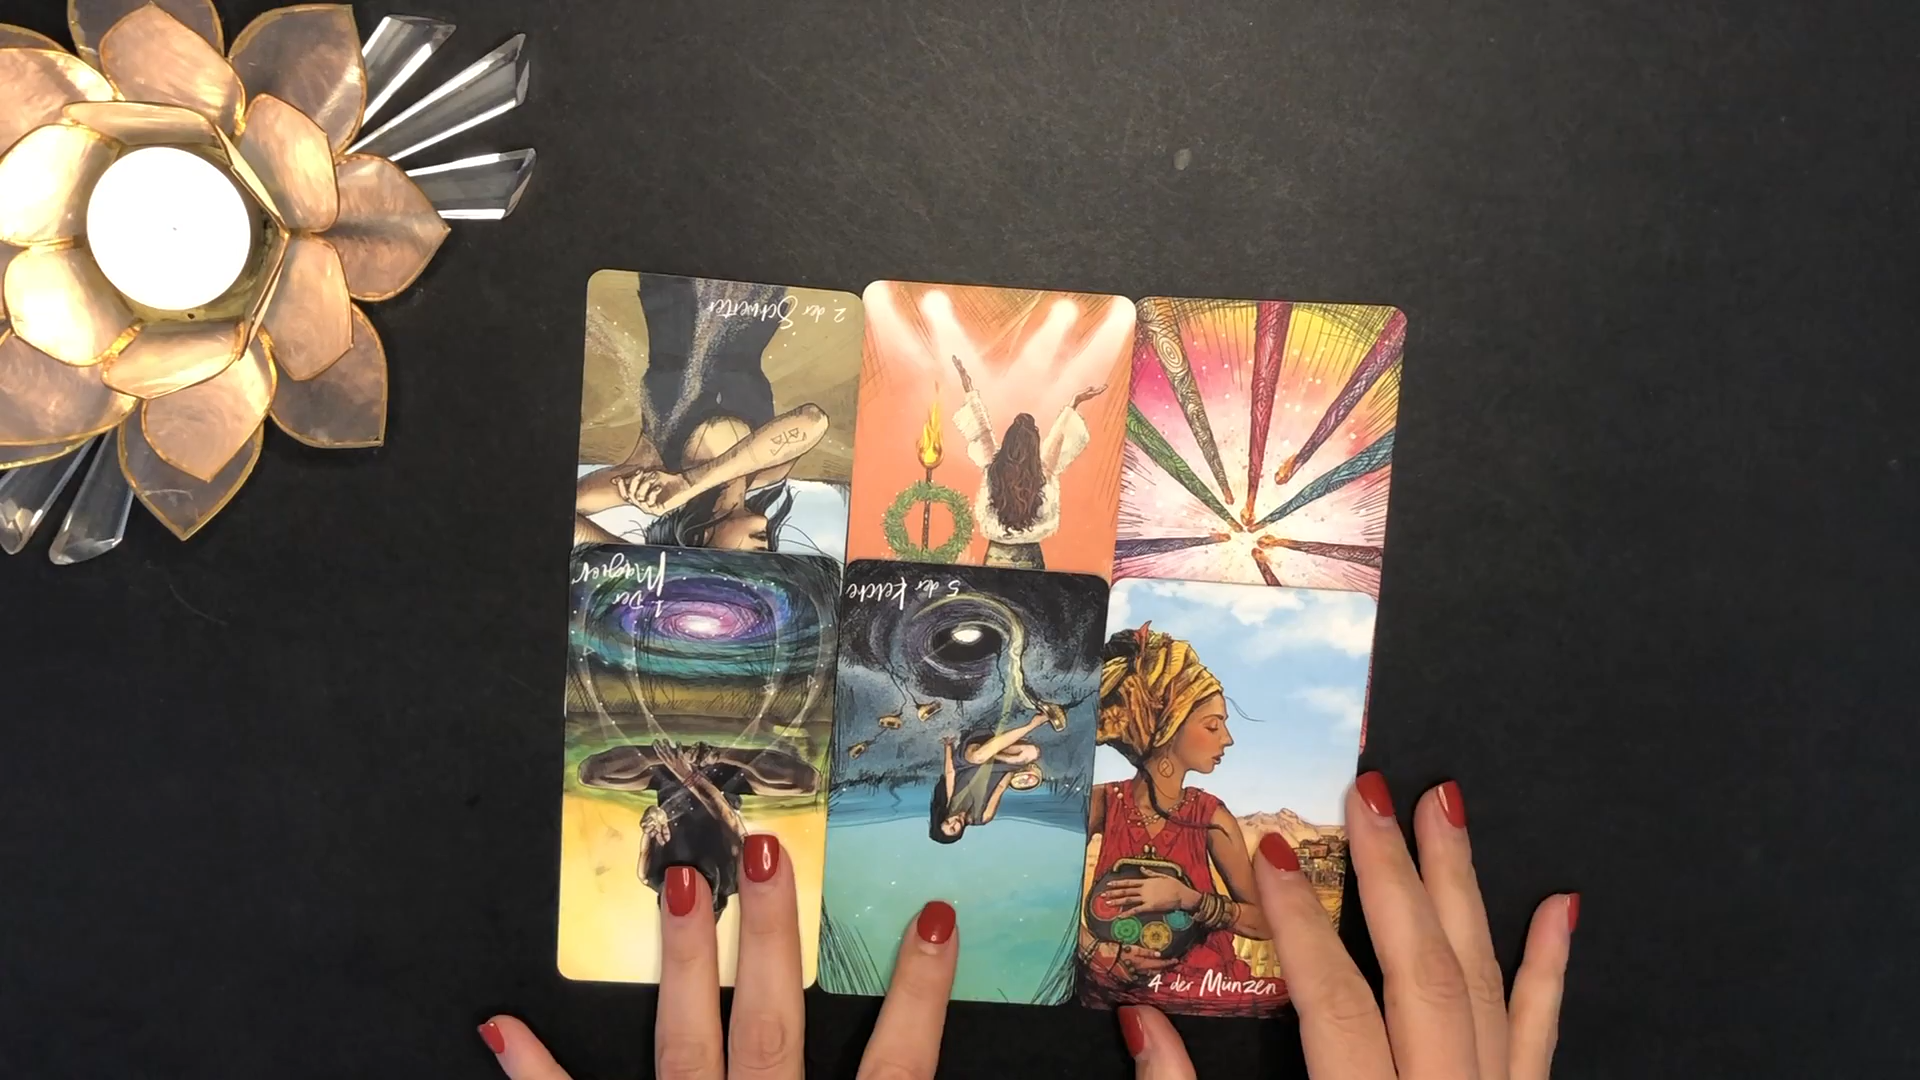 2. der Schwerter
1. Der
Magier
5 der Kelche
4 der Münzen